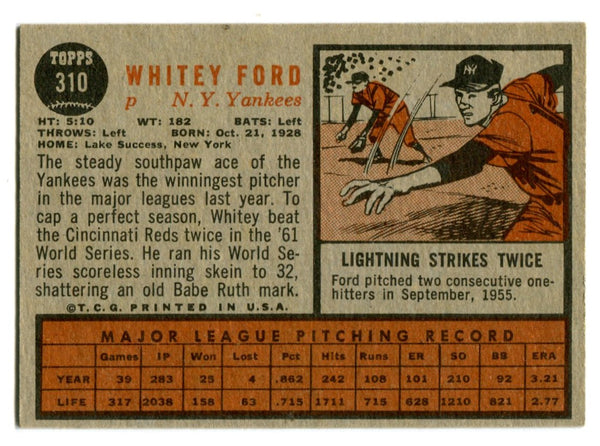 TOPPS
310
WHITEY FORD
p N. Y. Yankees
HT: 5:10 WT: 182 BATS: Left
THROWS: Left BORN: Oct. 21, 1928
HOME: Lake Success, New York
The steady southpaw ace of the
Yankees was the winningest pitcher
in the major leagues last year. To
cap a perfect season, Whitey beat
the Cincinnati Reds twice in the '61
World Series. He ran his World Se-
ries scoreless inning skein to 32,
shattering an old Babe Ruth mark.
©T.C.G. PRINTED IN U.S.A.
NY
LIGHTNING STRIKES TWICE
Ford pitched two consecutive one-
hitters in September, 1955.
MAJOR LEAGUE PITCHING RECORD
Games IP Won Lost Pct Hits Runs ER SO BB ERA
YEAR 39 283 25 4 .862 242 108 101 210 92 3.21
LIFE 317 2038 158 63 .715 1711 715 628 1210 821 2.77